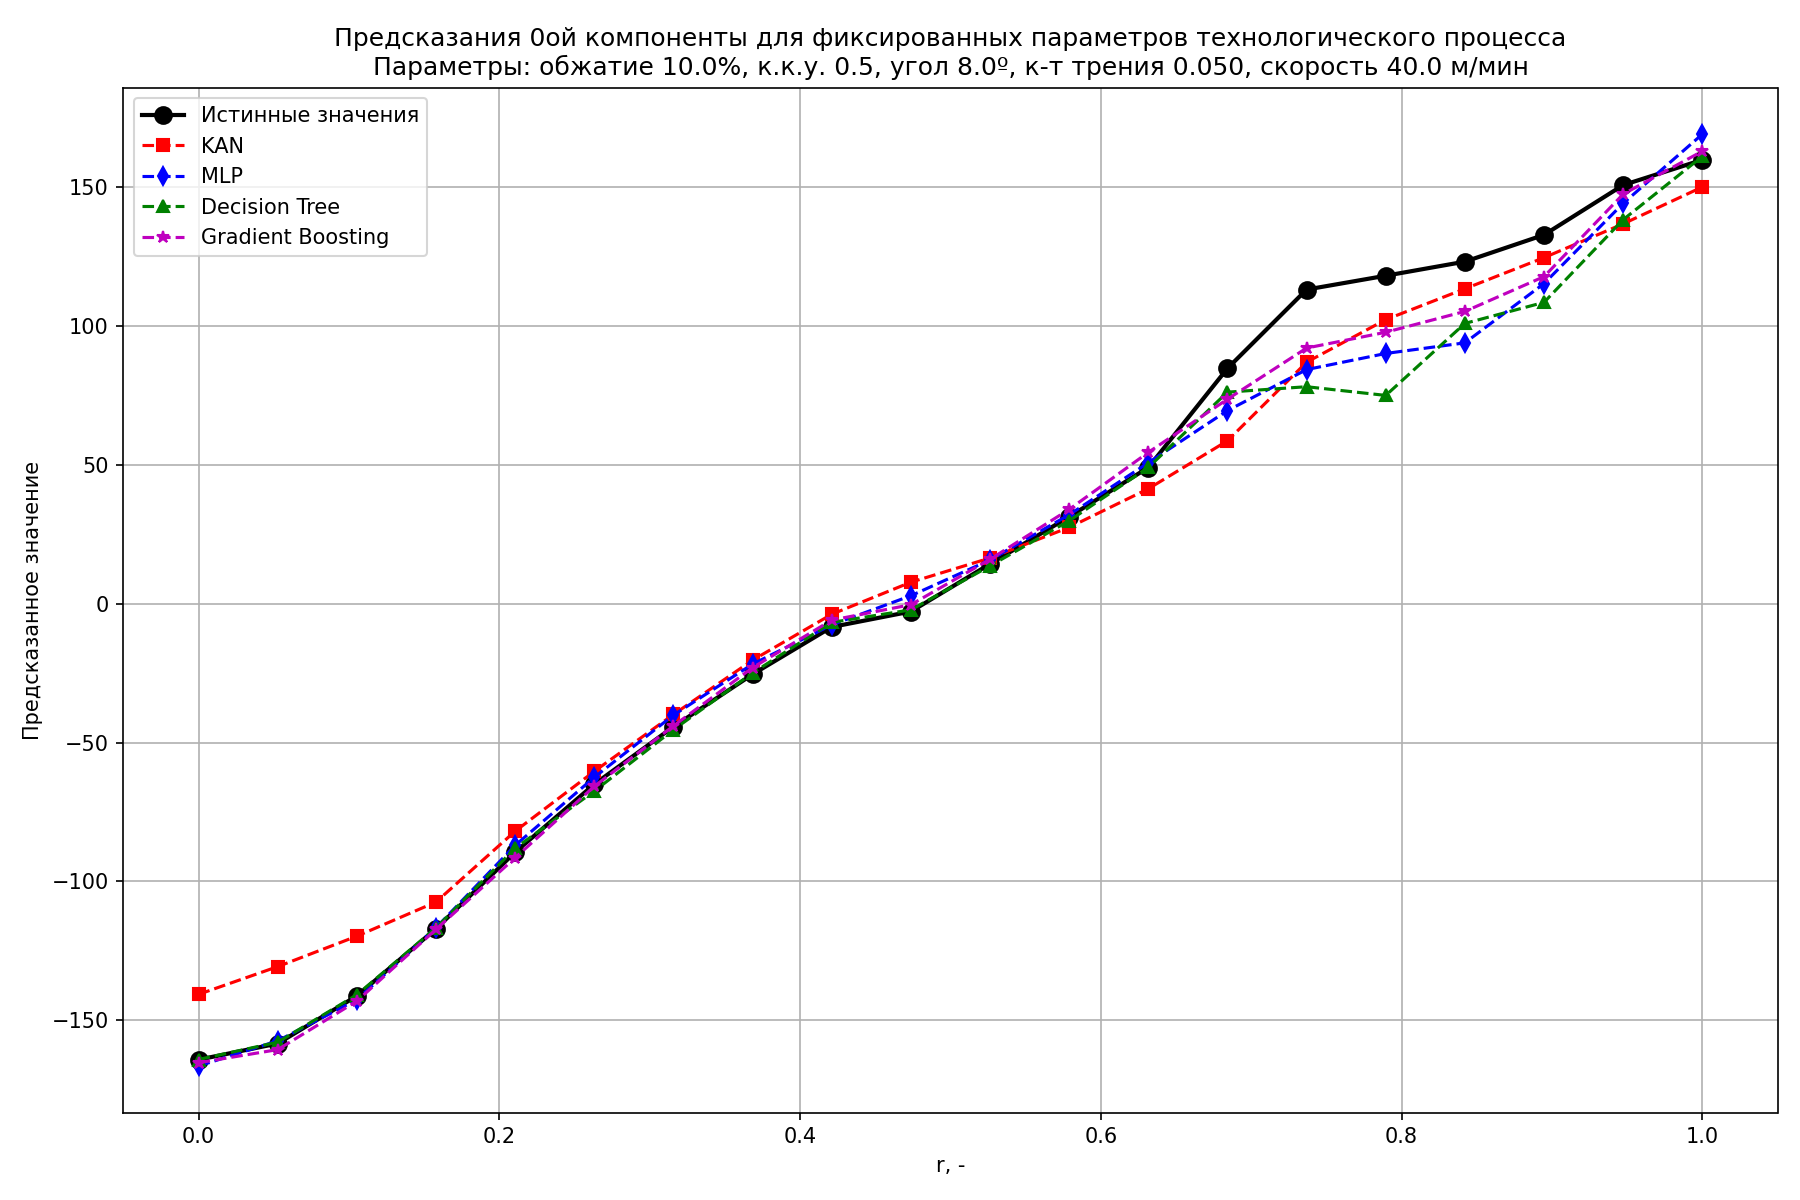 Предсказания 0ой компоненты для фиксированных параметров технологического процесса
Параметры: обжатие 10.0%, к.к.у. 0.5, угол 8.0º, к-т трения 0.050, скорость 40.0 м/мин
Истинные значения
KAN
MLP
Decision Tree
Gradient Boosting
Предсказанное значение
150
100
50
0
−50
−100
−150
0.0 0.2 0.4 0.6 0.8 1.0
r, -